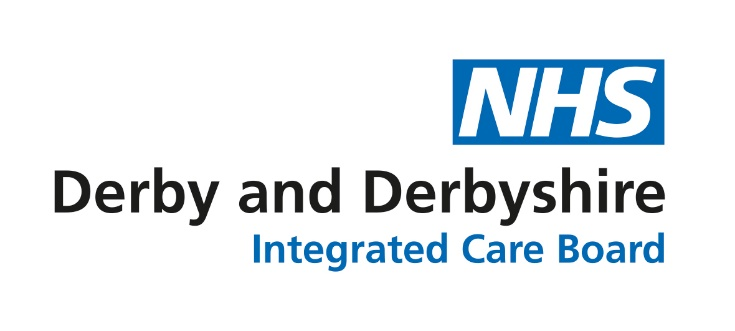 NHS
Derby and Derbyshire
Integrated Care Board